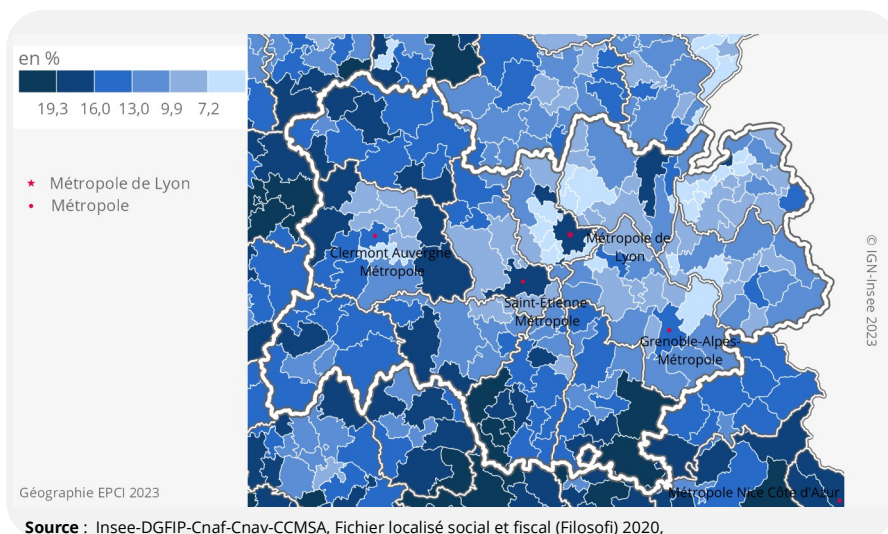 en %
19,3 16,0 13,0 9,9 7,2
★ Métropole de Lyon
• Métropole
Clermont Auvergne
Métropole
Métropole de
Lyon
Saint-Etienne
Métropole
Grenoble-Alpes-
Métropole
Métropole Nice Côte d'Azur
© IGN-Insee 2023
Géographie EPCI 2023
Source : Insee-DGFIP-Cnaf-Cnav-CCMSA, Fichier localisé social et fiscal (Filosofi) 2020,